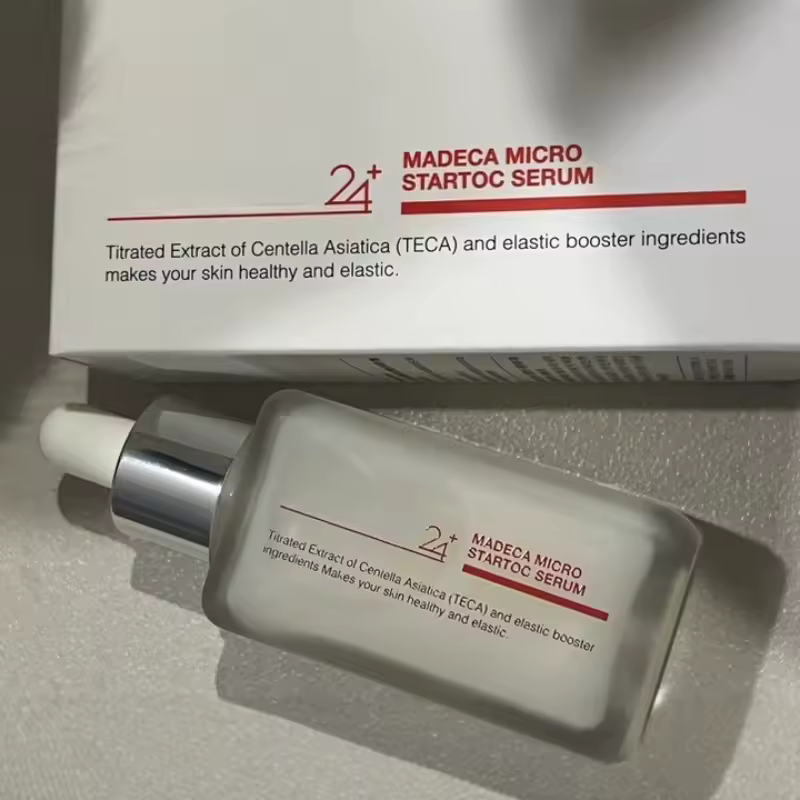 24+
MADECA MICRO
STARTOC SERUM
Titrated Extract of Centella Asiatica (TECA) and elastic booster ingredients
makes your skin healthy and elastic.
24+
MADECA MICRO
STARTOC SERUM
Titrated Extract of Centella Asiatica (TECA) and elastic booster
ingredients Makes your skin healthy and elastic.